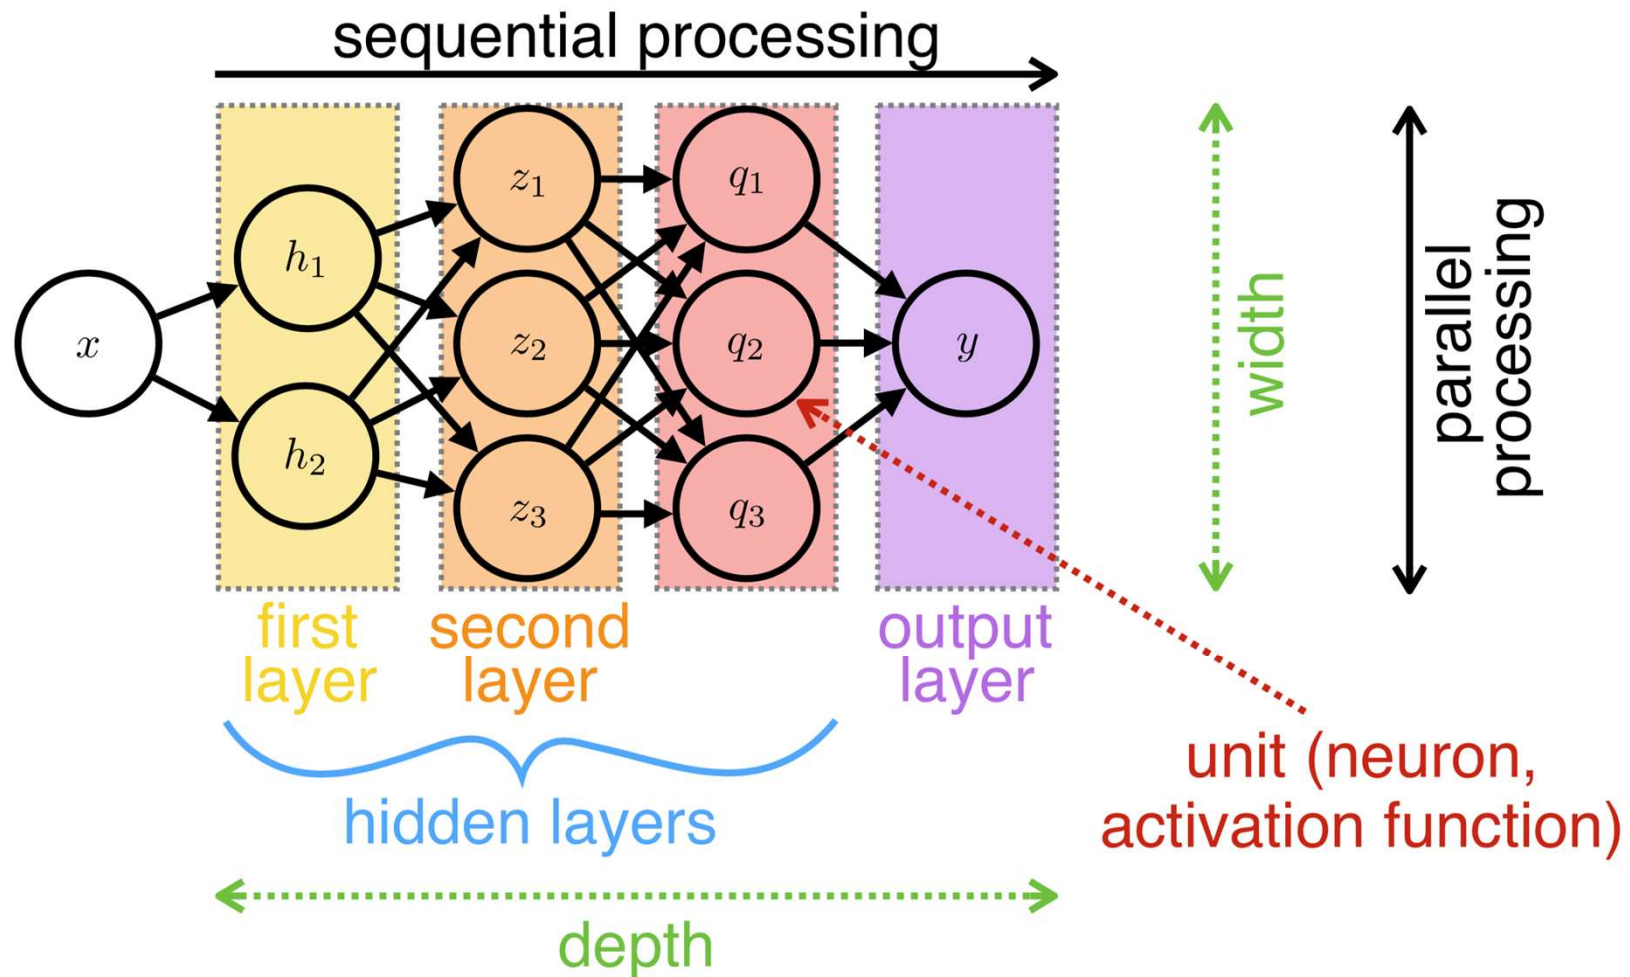 sequential processing
x
h₁
h₂
z₁
z₂
z₃
q₁
q₂
q₃
y
first
layer
second
layer
output
layer
hidden layers
depth
width
parallel
processing
unit (neuron,
activation function)